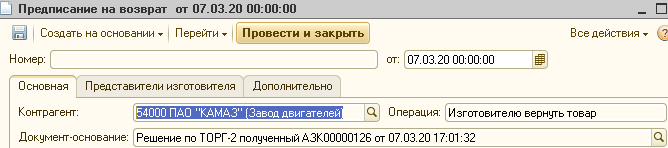 Предписание на возврат от 07.03.20 00:00:00
Создать на основании Перейти Провести и закрыть Все действия
Номер: от: 07.03.20 00:00:00
Основная Представители изготовителя Дополнительно
Контрагент: 54000 ПАО "КАМАЗ" (Завод двигателей) Операция: Изготовителю вернуть товар
Документ-основание: Решение по ТОРГ-2 полученный АЗК00000126 от 07.03.20 17:01:32